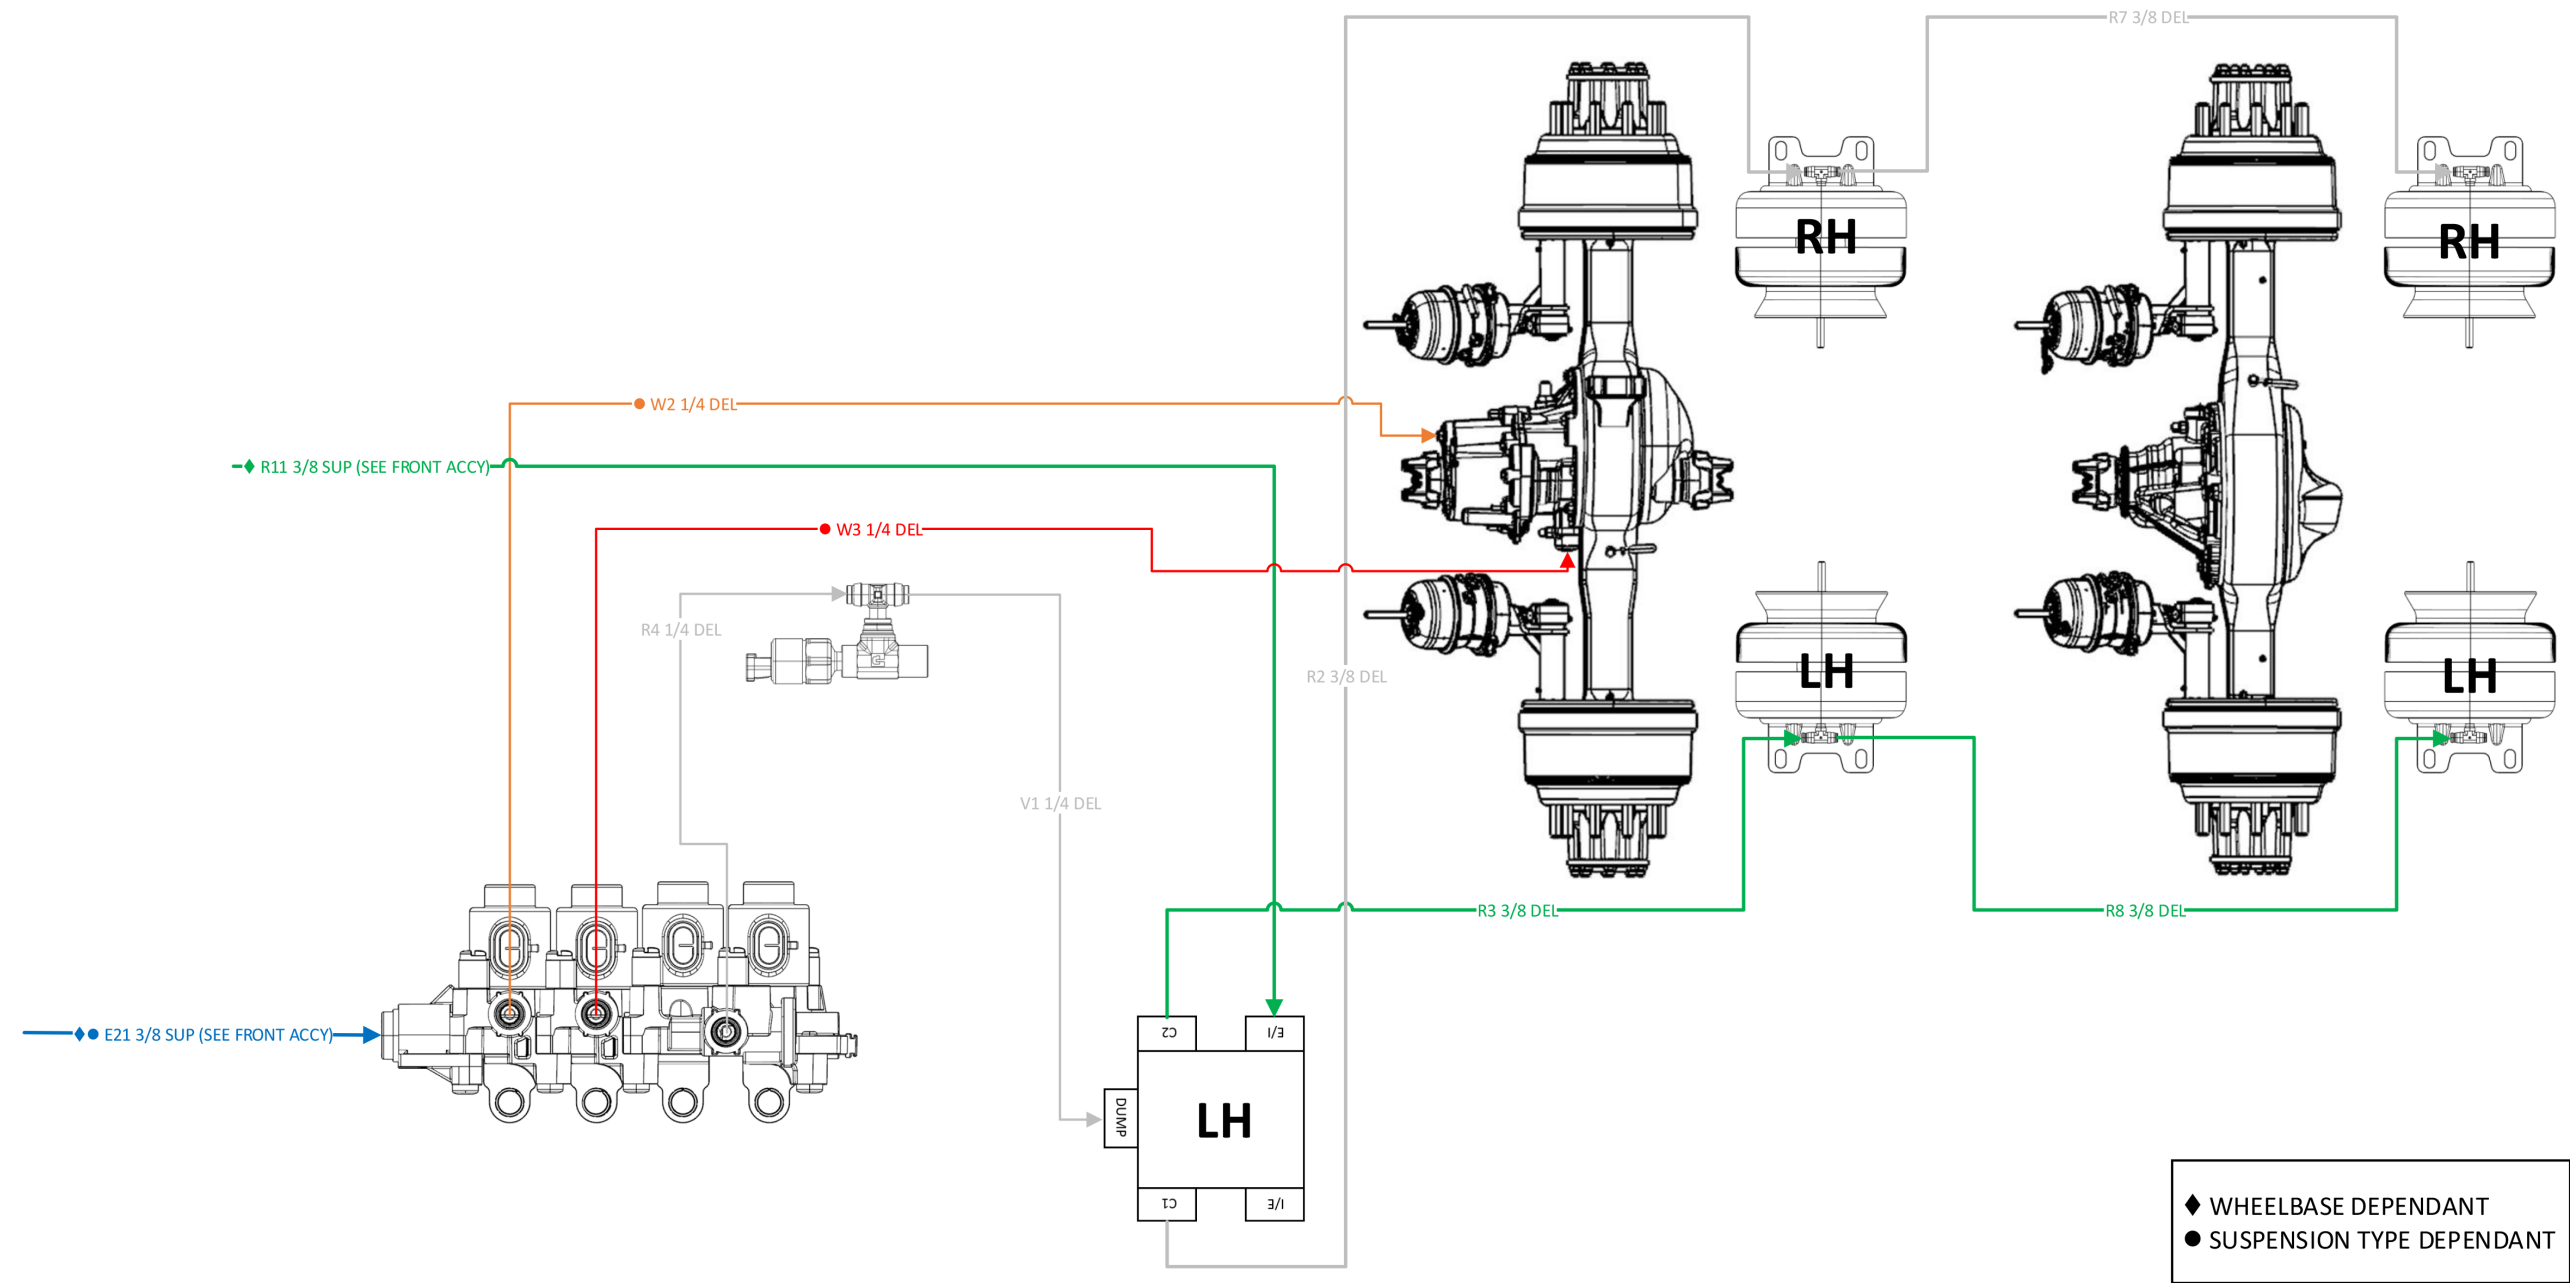 R7 3/8 DEL
RH
RH
W2 1/4 DEL
R11 3/8 SUP (SEE FRONT ACCY)
W3 1/4 DEL
R4 1/4 DEL
R2 3/8 DEL
LH
LH
V1 1/4 DEL
R3 3/8 DEL
R8 3/8 DEL
E21 3/8 SUP (SEE FRONT ACCY)
C2
E/I
DUMP
LH
C1
I/E
♦ WHEELBASE DEPENDANT
● SUSPENSION TYPE DEPENDANT